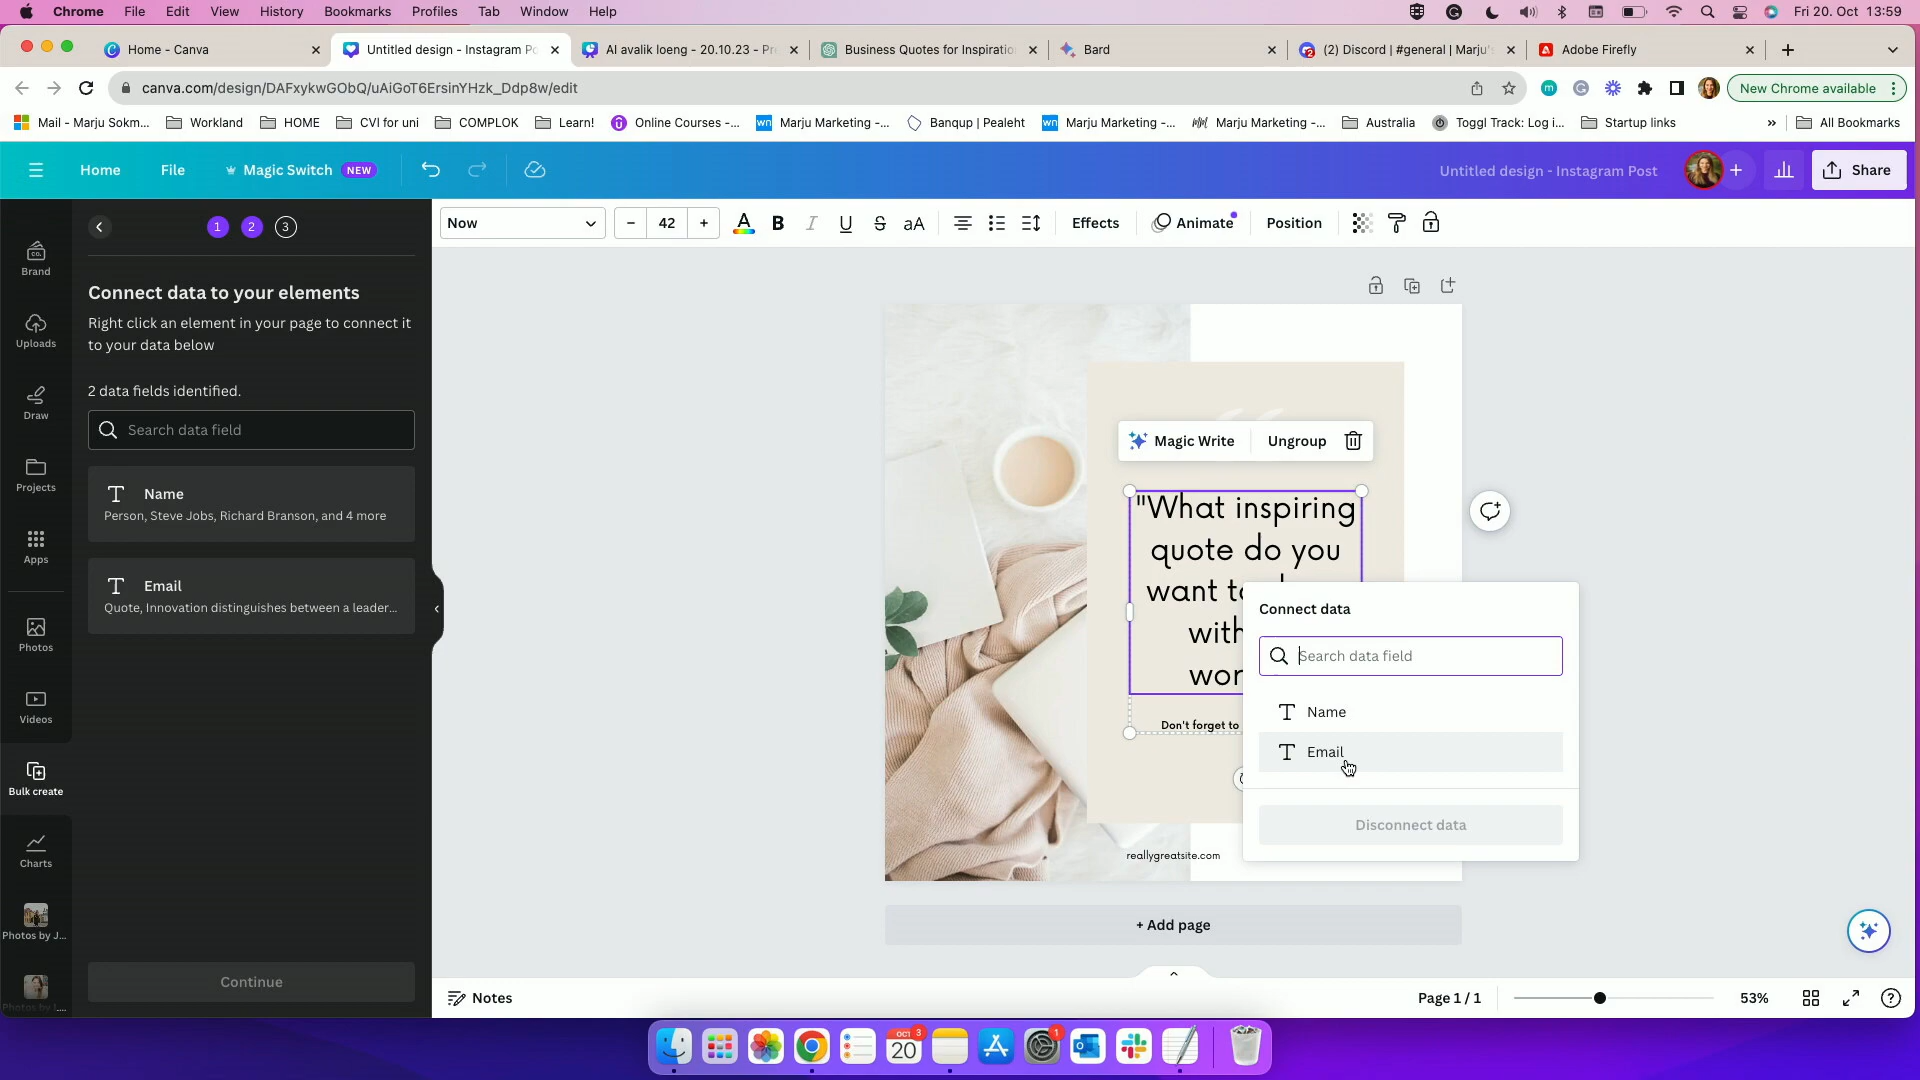 Chrome File Edit View History Bookmarks Profiles Tab Window Help Fri 20. Oct 13:59
Home - Canva
Untitled design - Instagram Po
AI avalik loeng - 20.10.23 - Pre
Business Quotes for Inspiratio
Bard
(2) Discord | #general | Marju's
Adobe Firefly
canva.com/design/DAFxykwGObQ/uAiGoT6ErsinYHzk_Ddp8w/edit
New Chrome available
Mail - Marju Sokm...
Workland
HOME
CVI for uni
COMPLOK
Learn!
Online Courses -...
Marju Marketing -...
Banqup | Pealeht
Marju Marketing -...
Marju Marketing -...
Australia
Toggl Track: Log i...
Startup links
»
All Bookmarks
Home
File
Magic Switch NEW
Untitled design - Instagram Post
Share
Brand
Uploads
Draw
Projects
Apps
Photos
Videos
Bulk create
Charts
Photos by J...
1 2 3
Connect data to your elements
Right click an element in your page to connect it
to your data below
2 data fields identified.
Search data field
Name
Person, Steve Jobs, Richard Branson, and 4 more
Email
Quote, Innovation distinguishes between a leader...
Continue
Now
– 42 +
A B I U S aA
Effects
Animate
Position
Magic Write
Ungroup
"What inspiring
quote do you
want to
with
wor
Don't forget to
reallygreatsite.com
Connect data
Search data field
Name
Email
Disconnect data
+ Add page
Notes
Page 1 / 1
53%
OCT
3
20
1